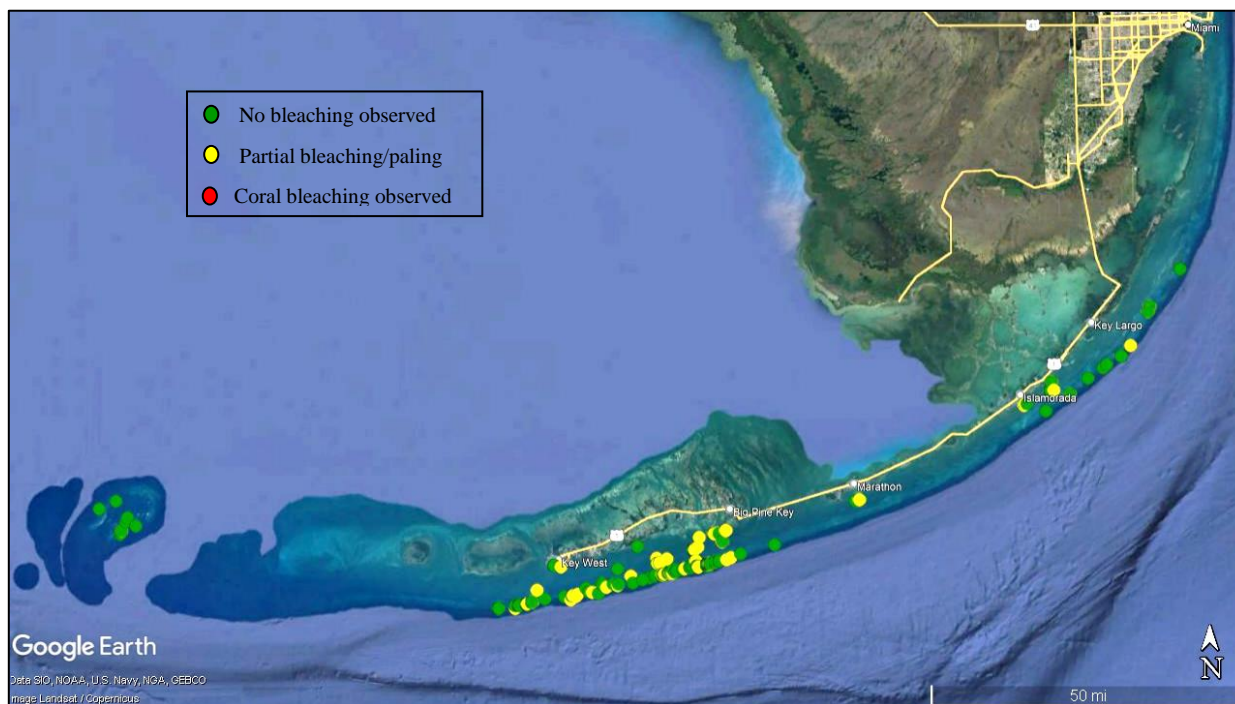 Miami
No bleaching observed
Partial bleaching/paling
Coral bleaching observed
Key Largo
Islamorada
Marathon
Big Pine Key
Key West
Google Earth
Data SIO, NOAA, U.S. Navy, NGA, GEBCO
Image Landsat / Copernicus
N
50 mi